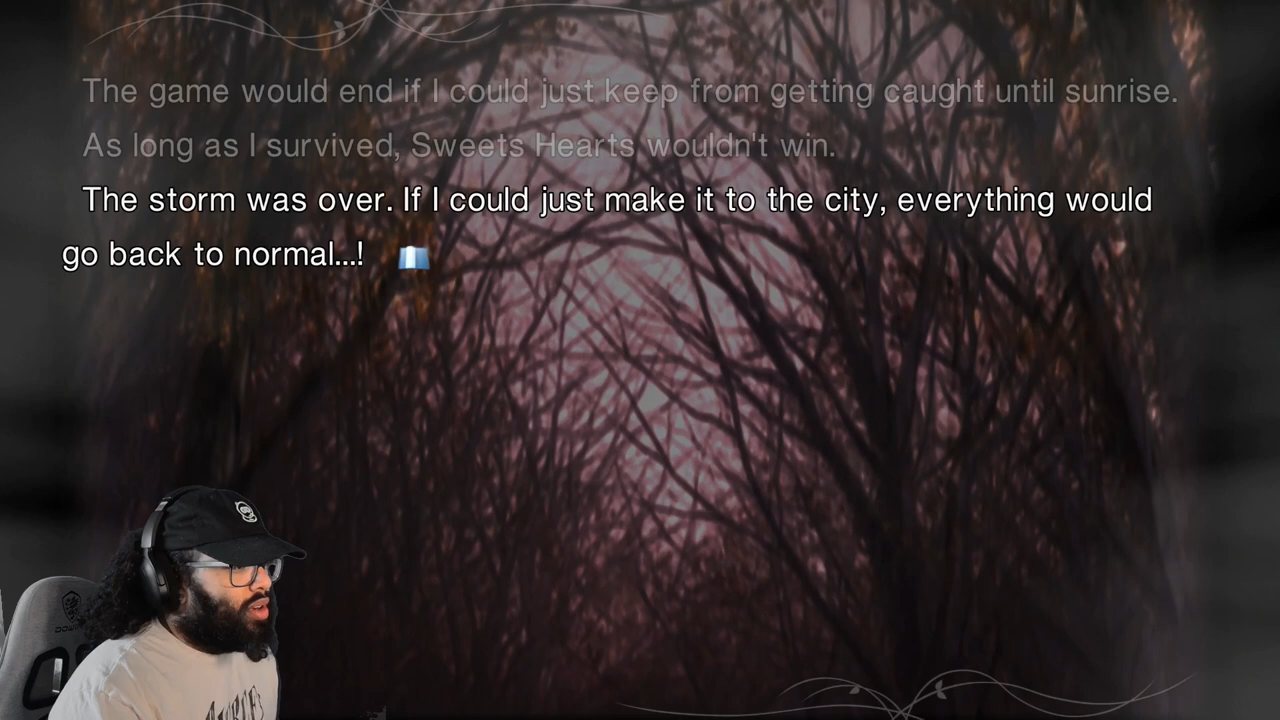 The game would end if I could just keep from getting caught until sunrise.
As long as I survived, Sweets Hearts wouldn't win.
The storm was over. If I could just make it to the city, everything would
go back to normal...!